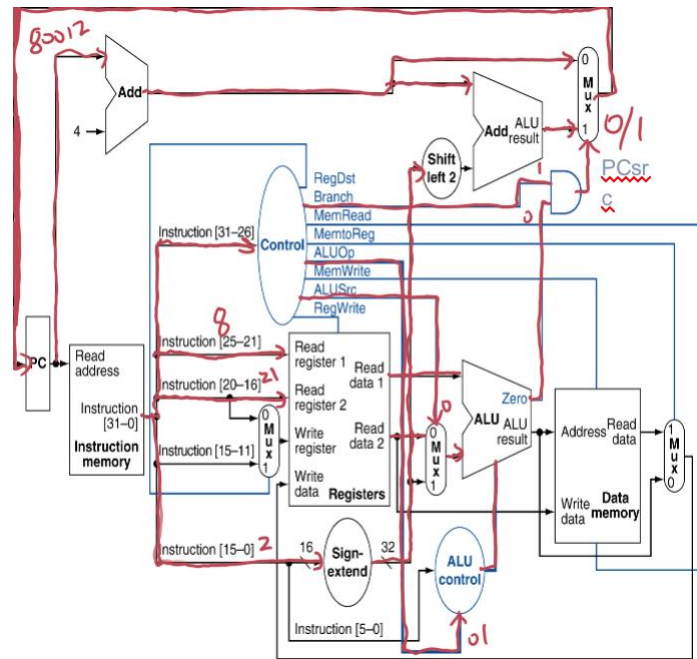 80012
Add
4
Add
ALU
result
0
Mux
1
0/1
PCsr
c
Shift
left 2
1
0
RegDst
Branch
MemRead
MemtoReg
ALUOp
MemWrite
ALUSrc
RegWrite
Control
Instruction [31–26]
8
Instruction [25–21]
21
Instruction [20–16]
Instruction [15–11]
2
Instruction [15–0]
Instruction [5–0]
PC
Read
address
Instruction
[31–0]
Instruction
memory
0
Mux
1
Read
register 1
Read
register 2
Write
register
Write
data
Read
data 1
Read
data 2
Registers
16
Sign-
extend
32
0
0
Mux
1
Zero
ALU
ALU
result
ALU
control
01
Address
Read
data
Write
data
Data
memory
1
Mux
0